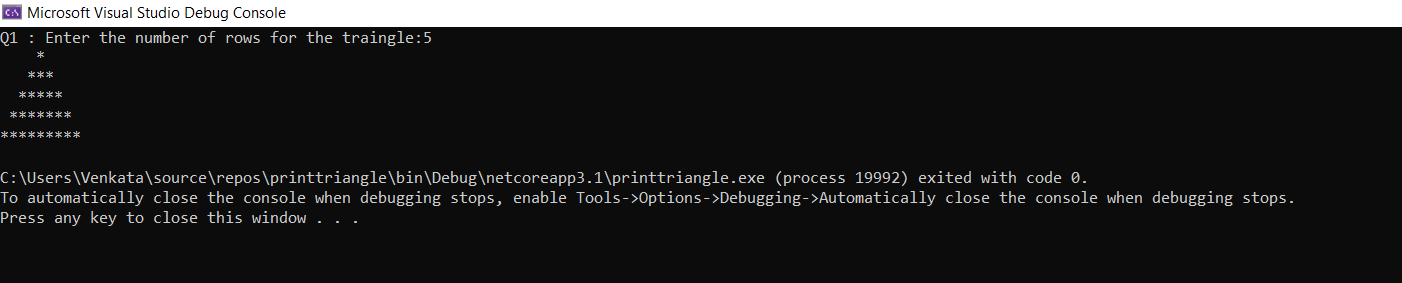 Microsoft Visual Studio Debug Console
Q1 : Enter the number of rows for the traingle:5
    *
   ***
  *****
 *******
*********
C:\Users\Venkata\source\repos\printtriangle\bin\Debug\netcoreapp3.1\printtriangle.exe (process 19992) exited with code 0.
To automatically close the console when debugging stops, enable Tools->Options->Debugging->Automatically close the console when debugging stops.
Press any key to close this window . . .